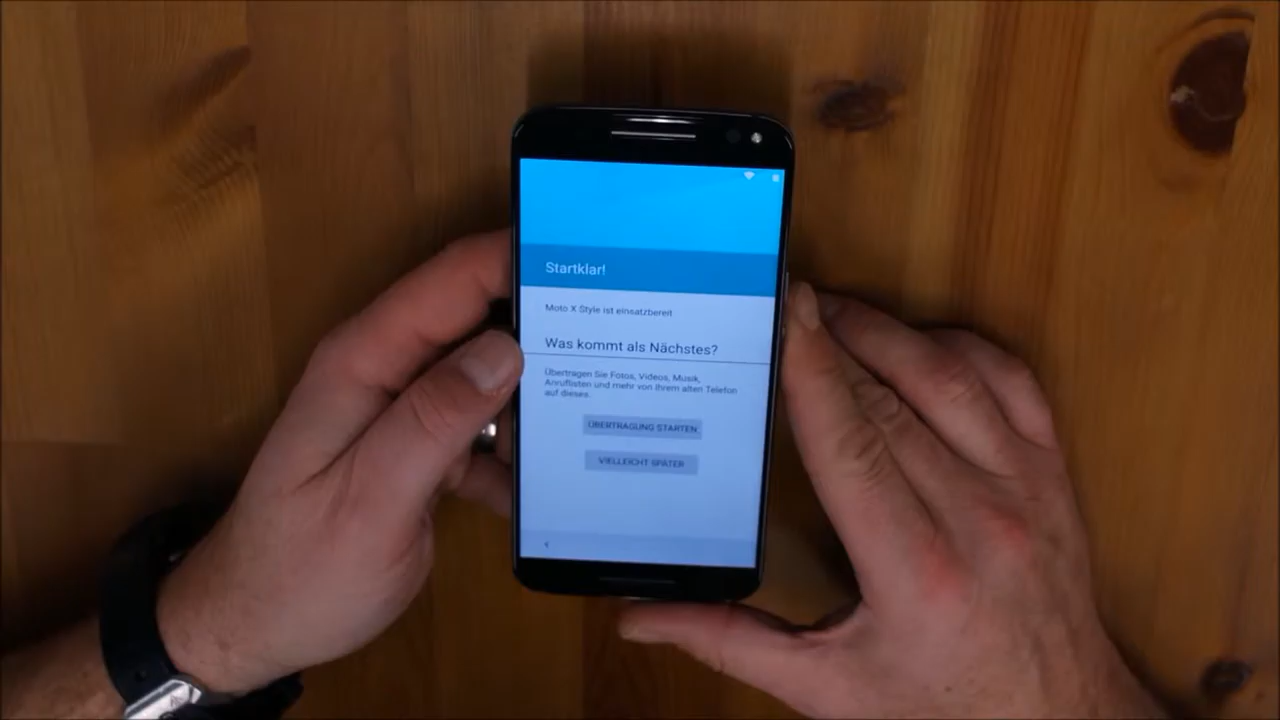 Startklar!
Moto X Style ist einsatzbereit
Was kommt als Nächstes?
Übertragen Sie Fotos, Videos, Musik,
Anruflisten und mehr von Ihrem alten Telefon
auf dieses.
ÜBERTRAGUNG STARTEN
VIELLEICHT SPÄTER